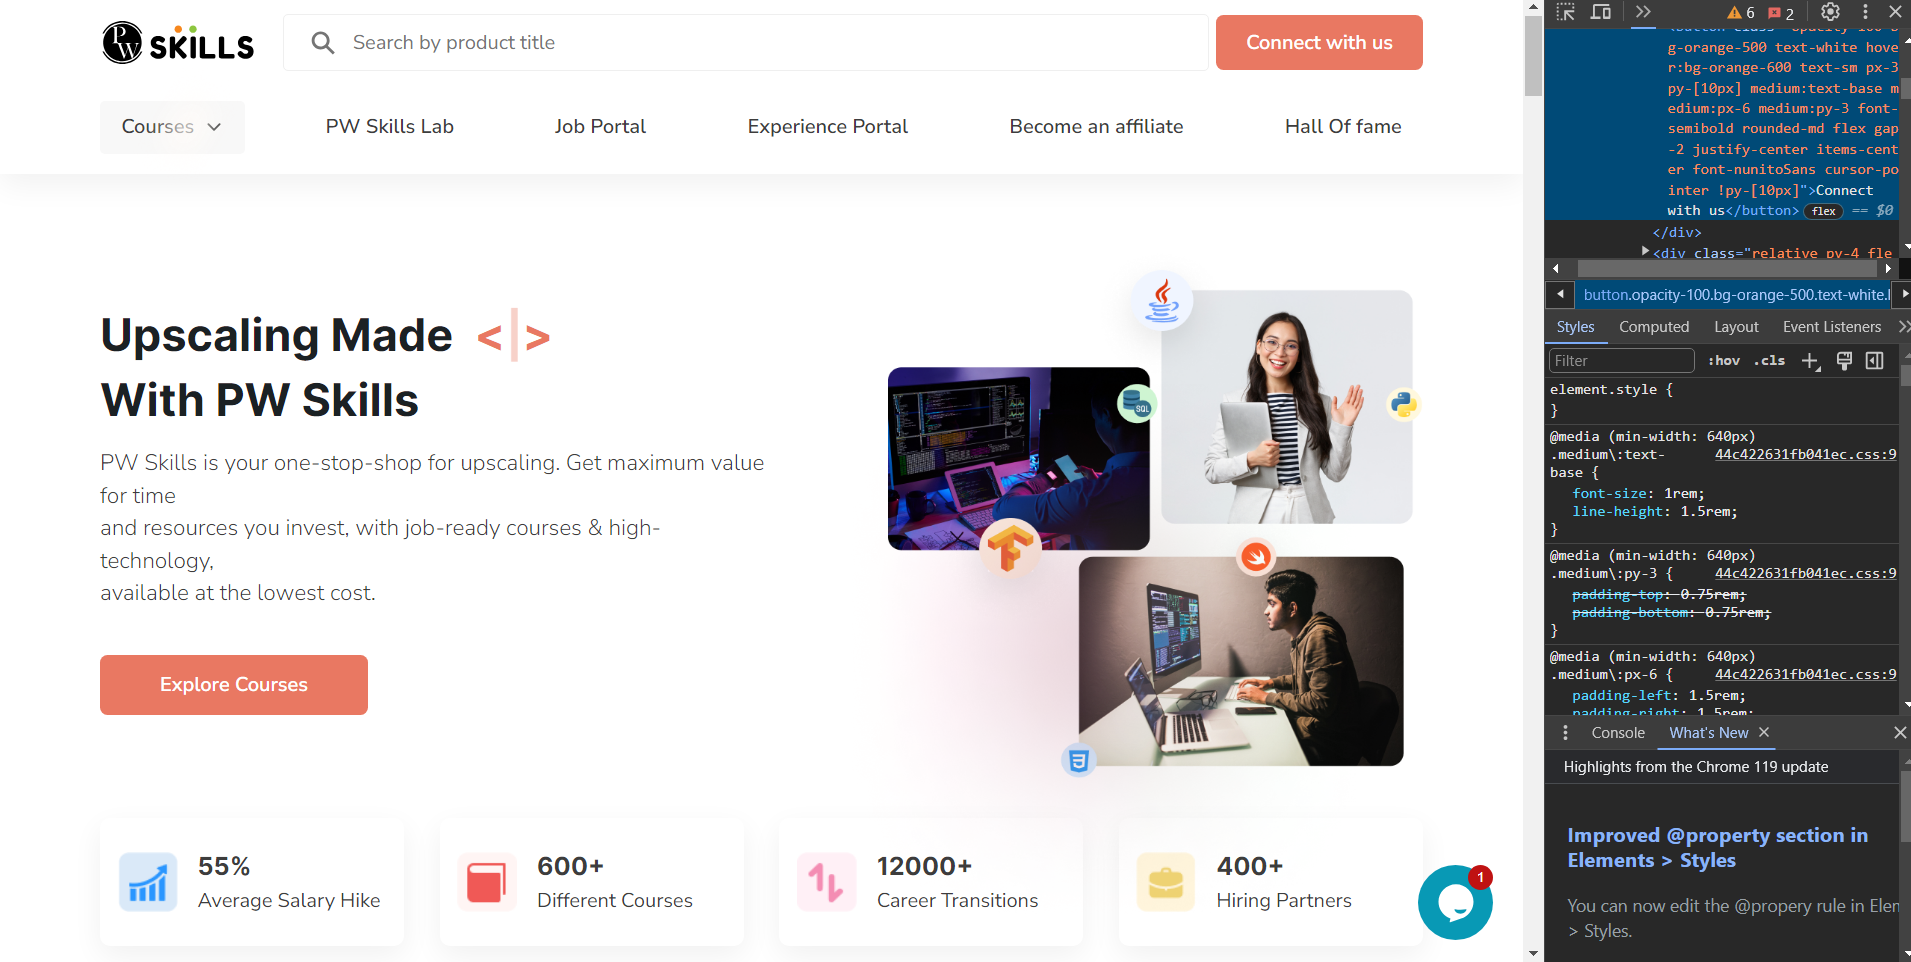 PW SKILLS
Search by product title
Connect with us
Courses
PW Skills Lab
Job Portal
Experience Portal
Become an affiliate
Hall Of fame
Upscaling Made <|>
With PW Skills
PW Skills is your one-stop-shop for upscaling. Get maximum value
for time
and resources you invest, with job-ready courses & high-
technology,
available at the lowest cost.
Explore Courses
SQL
55%
Average Salary Hike
600+
Different Courses
12000+
Career Transitions
400+
Hiring Partners
1
6
2
g-orange-500 text-white hove
r:bg-orange-600 text-sm px-3
py-[10px] medium:text-base m
edium:px-6 medium:py-3 font-
semibold rounded-md flex gap
-2 justify-center items-cent
er font-nunitoSans cursor-po
inter !py-[10px]">Connect
with us</button> flex == $0
</div>
<div class="relative py-4 fle
button.opacity-100.bg-orange-500.text-white.
Styles
Computed
Layout
Event Listeners
Filter
:hov
.cls
element.style {
}
@media (min-width: 640px)
.medium\:text- 44c422631fb041ec.css:9
base {
font-size: 1rem;
line-height: 1.5rem;
}
@media (min-width: 640px)
.medium\:py-3 { 44c422631fb041ec.css:9
padding-top: 0.75rem;
padding-bottom: 0.75rem;
}
@media (min-width: 640px)
.medium\:px-6 { 44c422631fb041ec.css:9
padding-left: 1.5rem;
padding-right: 1.5rem;
Console
What's New
Highlights from the Chrome 119 update
Improved @property section in
Elements > Styles
You can now edit the @propery rule in Elem
> Styles.